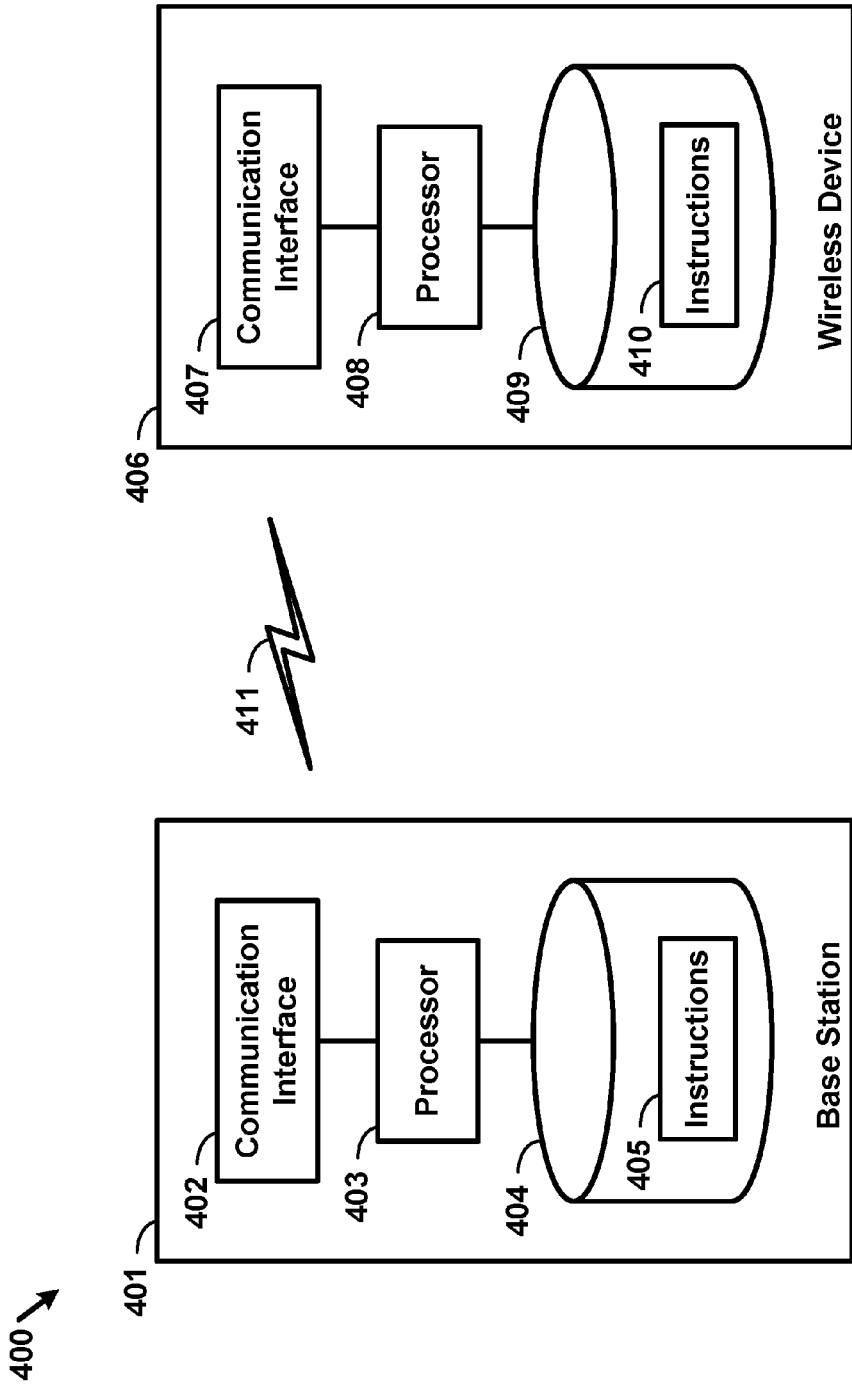 400
401
402
Communication
Interface
403
Processor
404
405
Instructions
Base Station
411
406
407
Communication
Interface
408
Processor
409
410
Instructions
Wireless Device